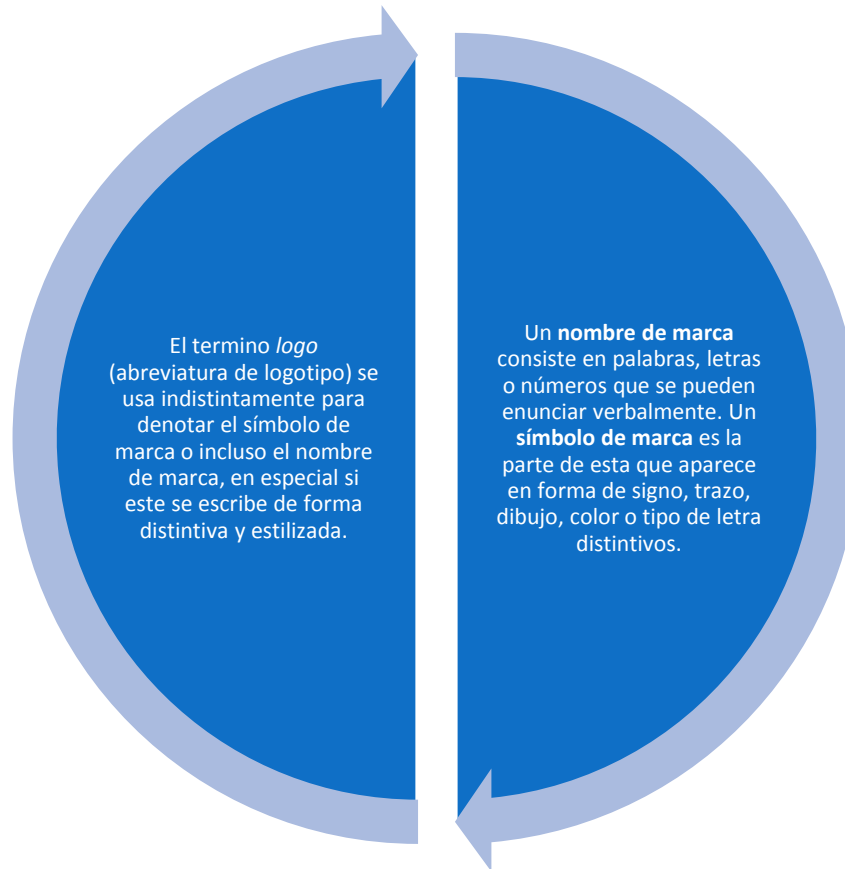 El termino logo
(abreviatura de logotipo) se
usa indistintamente para
denotar el símbolo de
marca o incluso el nombre
de marca, en especial si
este se escribe de forma
distintiva y estilizada.
Un nombre de marca
consiste en palabras, letras
o números que se pueden
enunciar verbalmente. Un
símbolo de marca es la
parte de esta que aparece
en forma de signo, trazo,
dibujo, color o tipo de letra
distintivos.